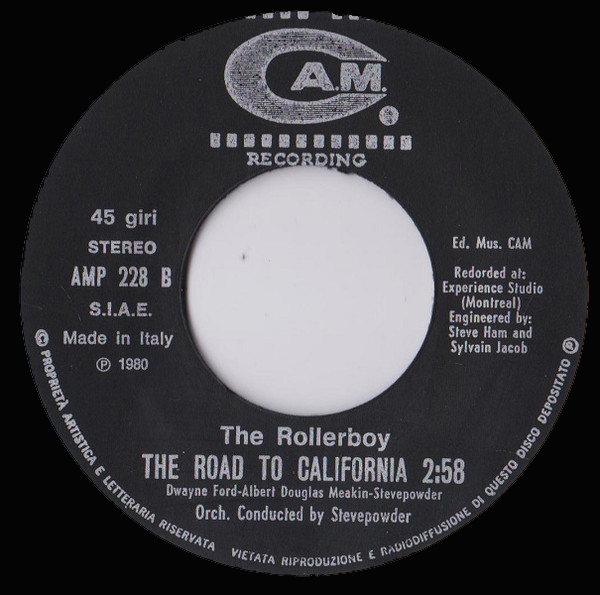 CAM
RECORDING
45 giri
STEREO
AMP 228 B
S.I.A.E.
Made in Italy
℗ 1980
Ed. Mus. CAM
Redorded at:
Experience Studio
(Montreal)
Engineered by:
Steve Ham and
Sylvain Jacob
The Rollerboy
THE ROAD TO CALIFORNIA 2:58
Dwayne Ford-Albert Douglas Meakin-Stevepowder
Orch. Conducted by Stevepowder
© PROPRIETÀ ARTISTICA E LETTERARIA RISERVATA VIETATA RIPRODUZIONE E RADIODIFFUSIONE DI QUESTO DISCO DEPOSITATO ℗